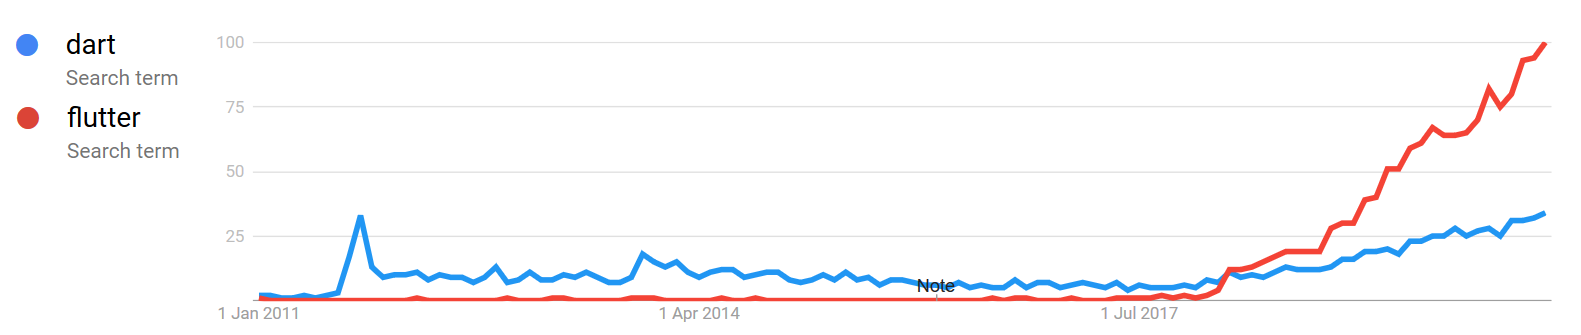 dart
Search term
flutter
Search term
100
75
50
25
Note
1 Jan 2011
1 Apr 2014
1 Jul 2017